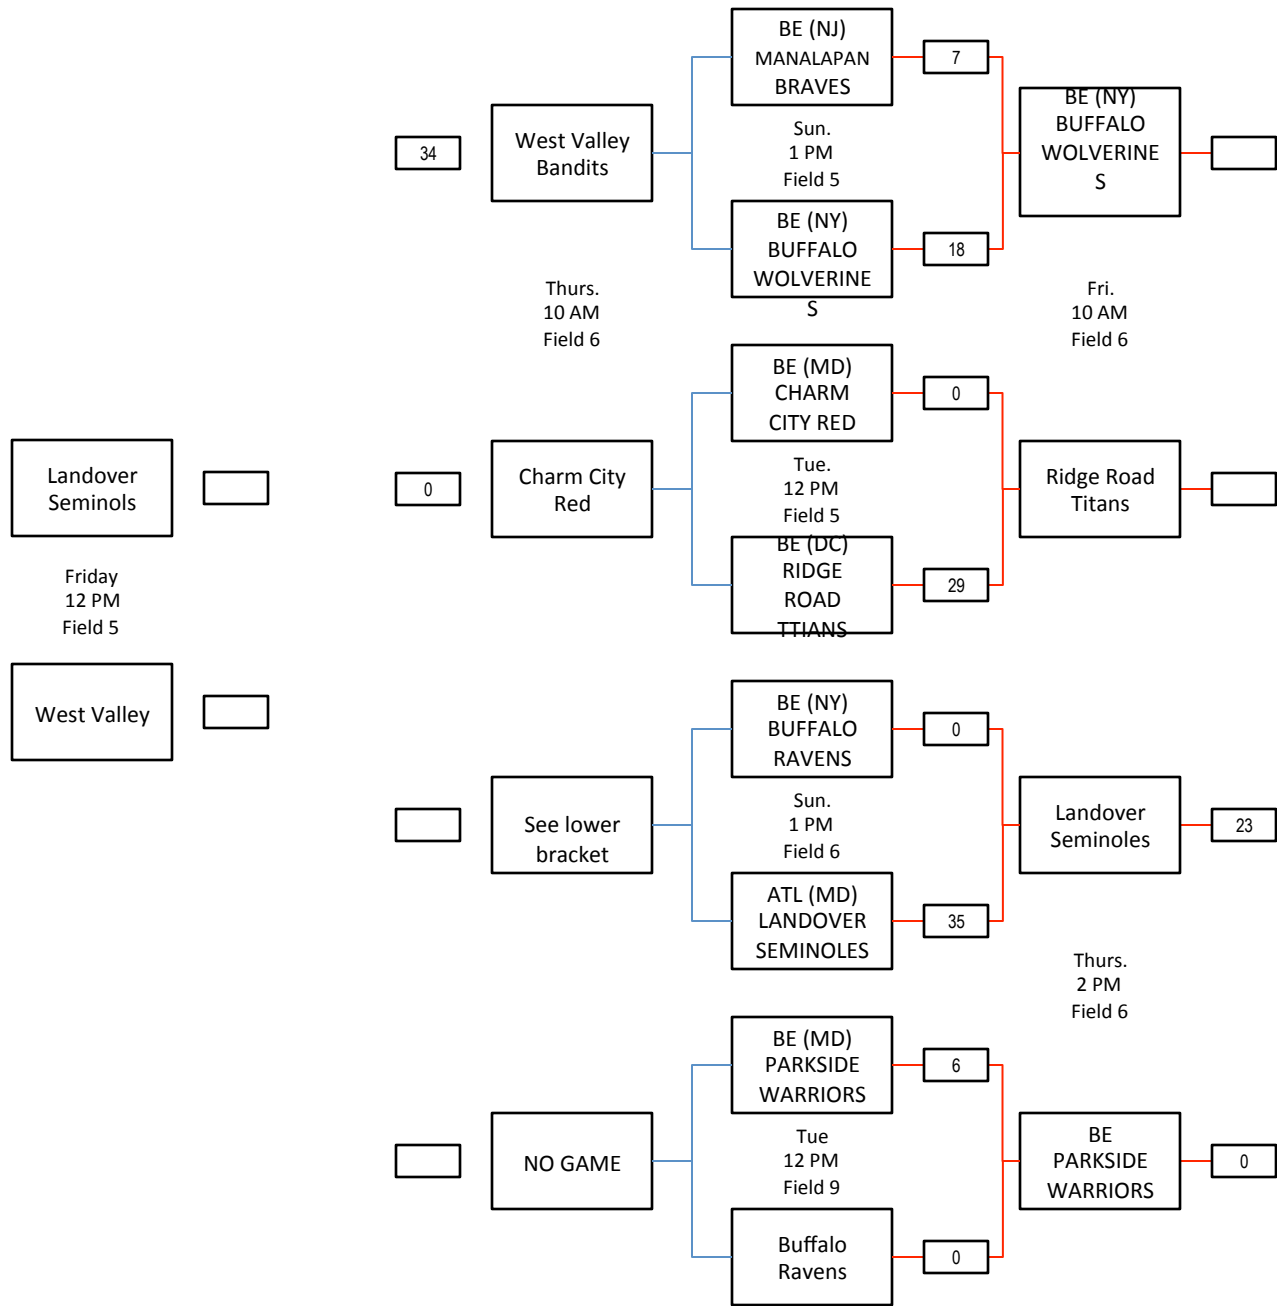 BE (NJ)
MANALAPAN
BRAVES
7
34
West Valley
Bandits
Sun.
1 PM
Field 5
BE (NY)
BUFFALO
WOLVERINE
S
BE (NY)
BUFFALO
WOLVERINE
S
18
Thurs.
10 AM
Field 6
Fri.
10 AM
Field 6
BE (MD)
CHARM
CITY RED
0
Landover
Seminols
0
Charm City
Red
Tue.
12 PM
Field 5
Ridge Road
Titans
BE (DC)
RIDGE
ROAD
TTIANS
29
Friday
12 PM
Field 5
West Valley
BE (NY)
BUFFALO
RAVENS
0
See lower
bracket
Sun.
1 PM
Field 6
Landover
Seminoles
23
ATL (MD)
LANDOVER
SEMINOLES
35
Thurs.
2 PM
Field 6
BE (MD)
PARKSIDE
WARRIORS
6
NO GAME
Tue
12 PM
Field 9
BE
PARKSIDE
WARRIORS
0
Buffalo
Ravens
0